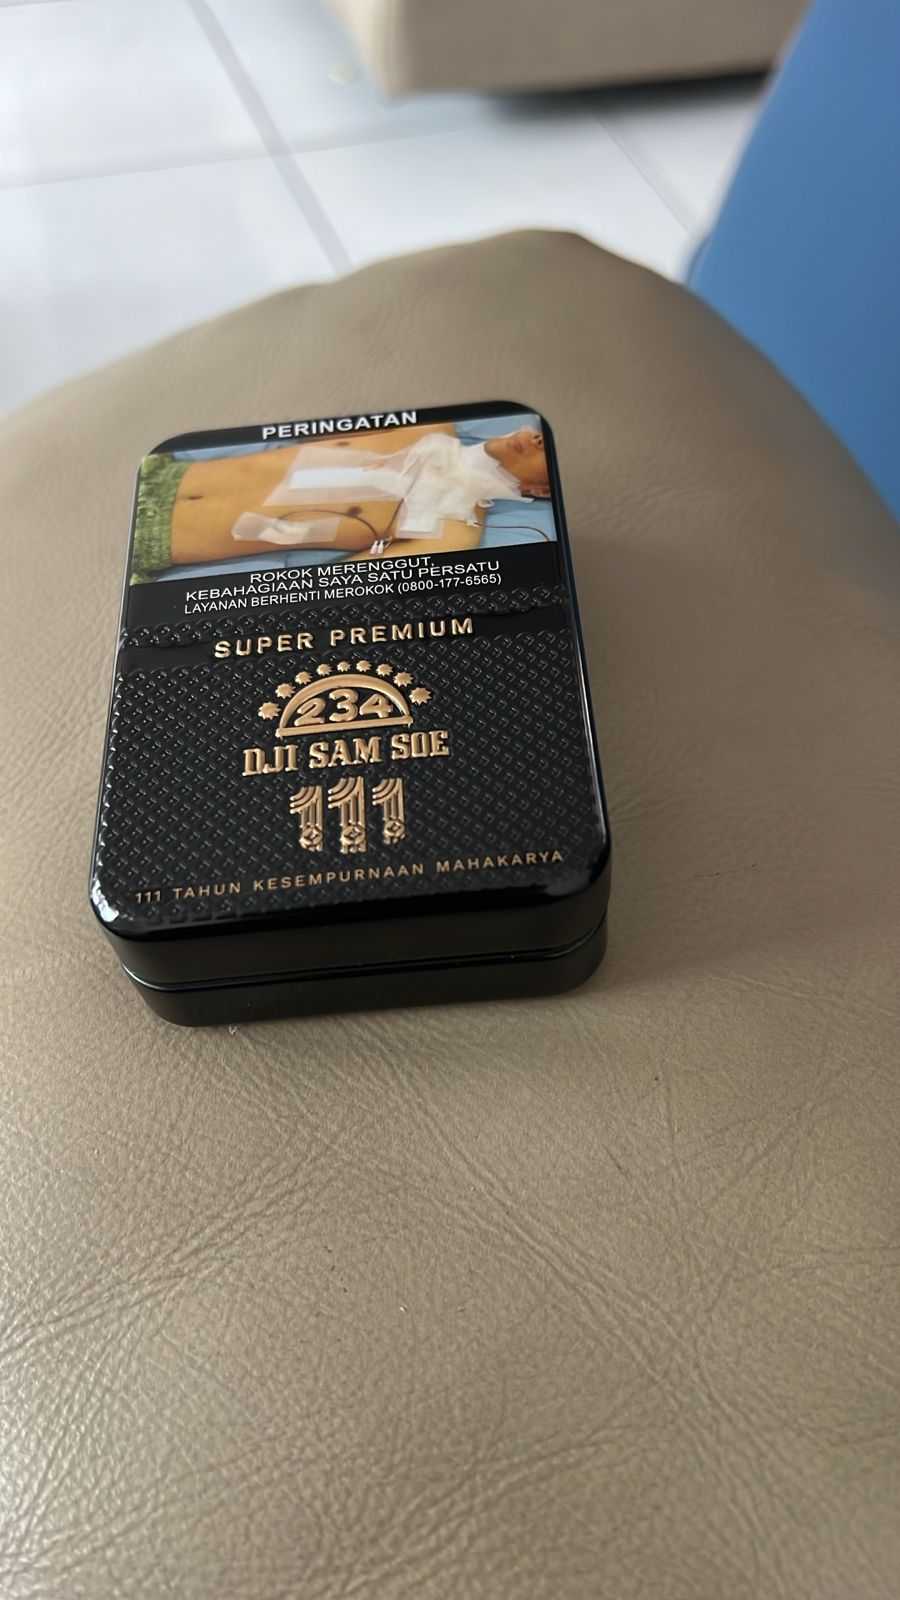 PERINGATAN
ROKOK MERENGGUT,
KEBAHAGIAAN SAYA SATU PERSATU
LAYANAN BERHENTI MEROKOK (0800-177-6565)
SUPER PREMIUM
234
DJI SAM SOE
111
111 TAHUN KESEMPURNAAN MAHAKARYA